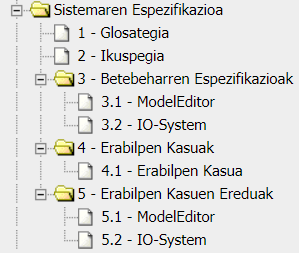 Sistemaren Espezifikazioa
1 - Glosategia
2 - Ikuspegia
3 - Betebeharren Espezifikazioak
3.1 - ModelEditor
3.2 - IO-System
4 - Erabilpen Kasuak
4.1 - Erabilpen Kasua
5 - Erabilpen Kasuen Ereduak
5.1 - ModelEditor
5.2 - IO-System